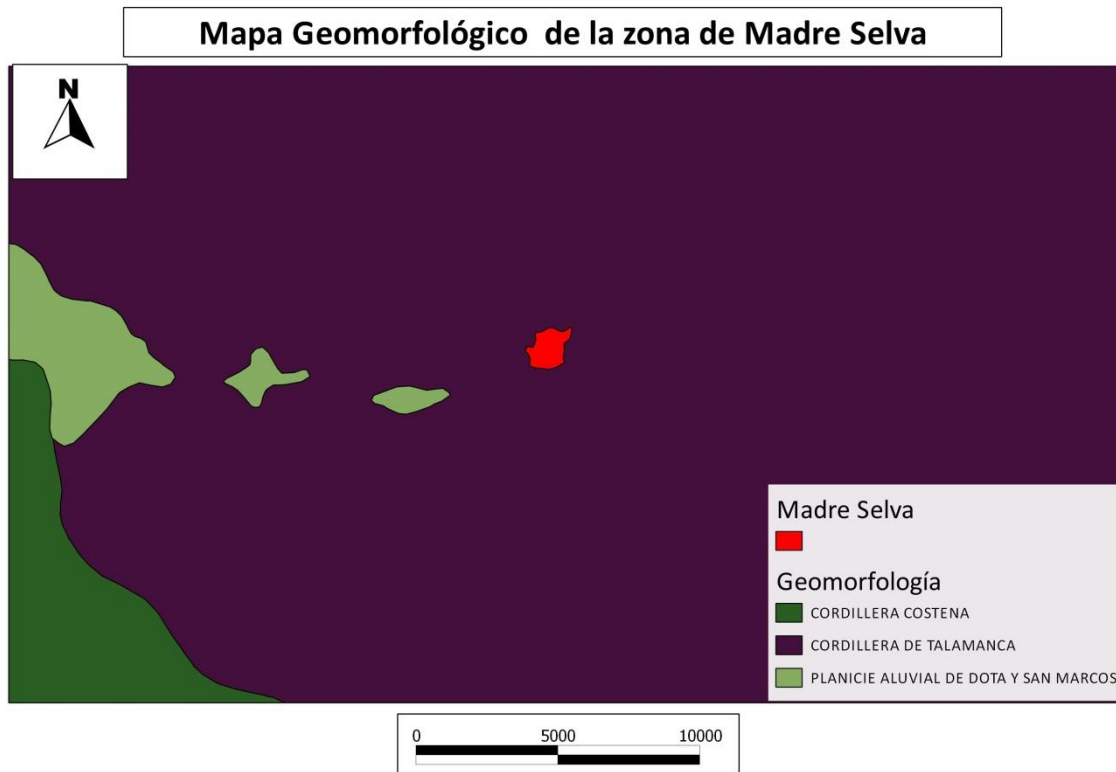 Mapa Geomorfológico de la zona de Madre Selva
N
Madre Selva
Geomorfología
CORDILLERA COSTENA
CORDILLERA DE TALAMANCA
PLANICIE ALUVIAL DE DOTA Y SAN MARCOS
0 5000 10000